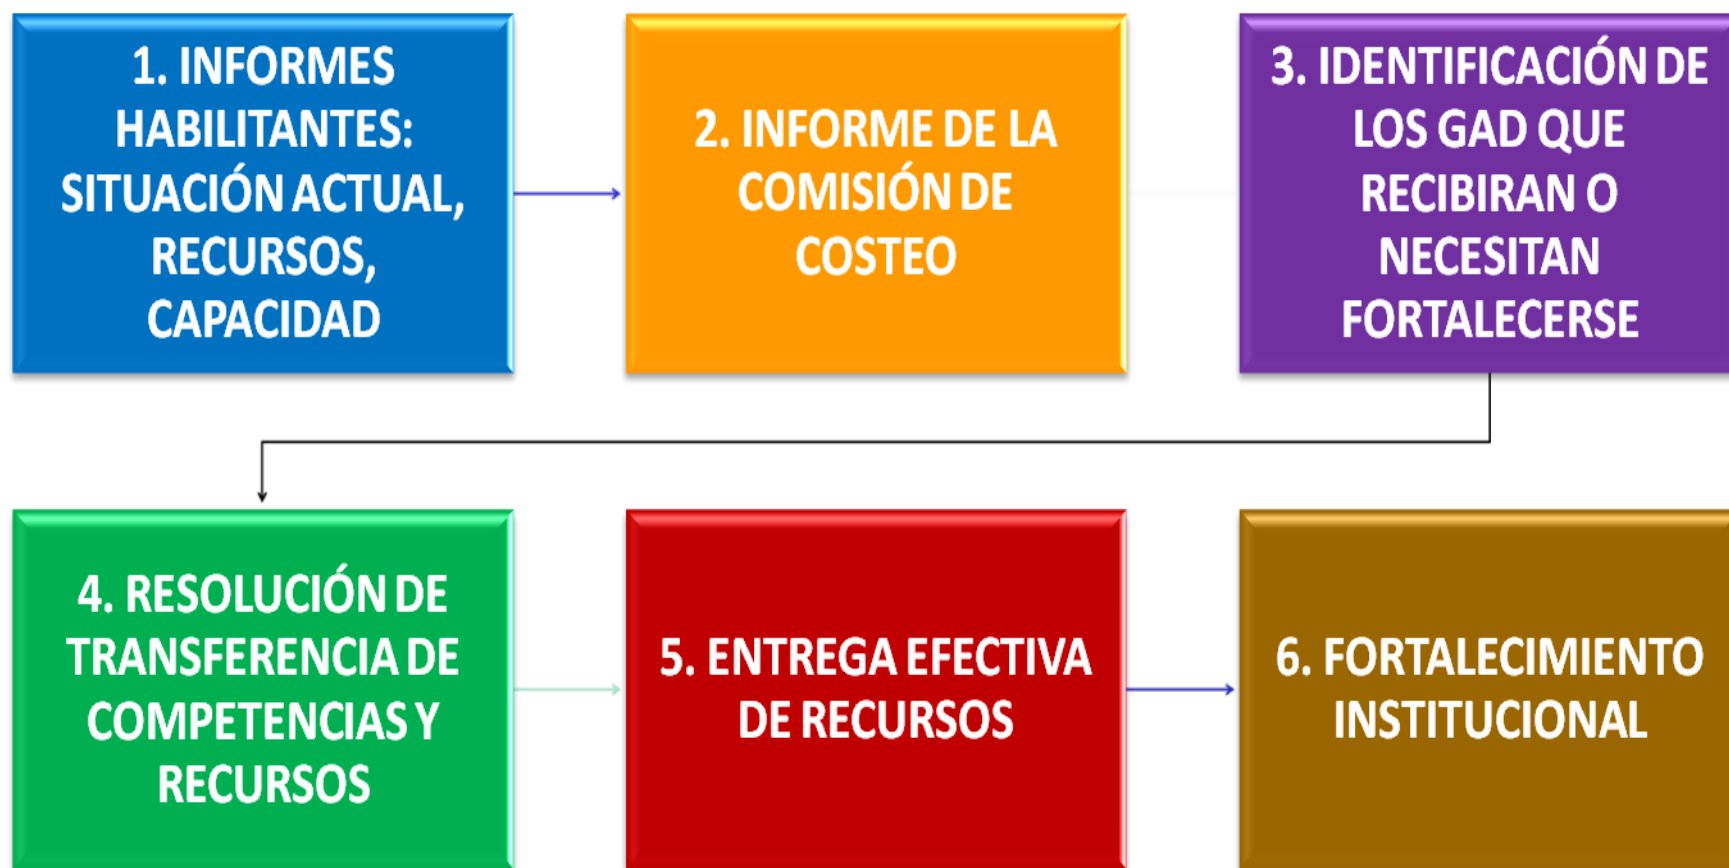 1. INFORMES
HABILITANTES:
SITUACIÓN ACTUAL,
RECURSOS,
CAPACIDAD
2. INFORME DE LA
COMISIÓN DE
COSTEO
3. IDENTIFICACIÓN DE
LOS GAD QUE
RECIBIRAN O
NECESITAN
FORTALECERSE
4. RESOLUCIÓN DE
TRANSFERENCIA DE
COMPETENCIAS Y
RECURSOS
5. ENTREGA EFECTIVA
DE RECURSOS
6. FORTALECIMIENTO
INSTITUCIONAL